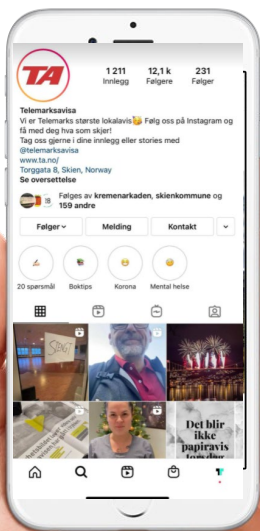 TA
1 211 12,1 k 231
Innlegg Følgere Følger
Telemarksavisa
Vi er Telemarks største lokalavis Følg oss på Instagram og
få med deg hva som skjer!
Tag oss gjerne i dine innlegg eller stories med
@telemarksavisa
www.ta.no/
Torggata 8, Skien, Norway
Se oversettelse
Følges av kremenarkaden, skienkommune og
159 andre
Følger Melding Kontakt
20 spørsmål Boktips Korona Mental helse
STENGT
Det blir
ikke
papiravis